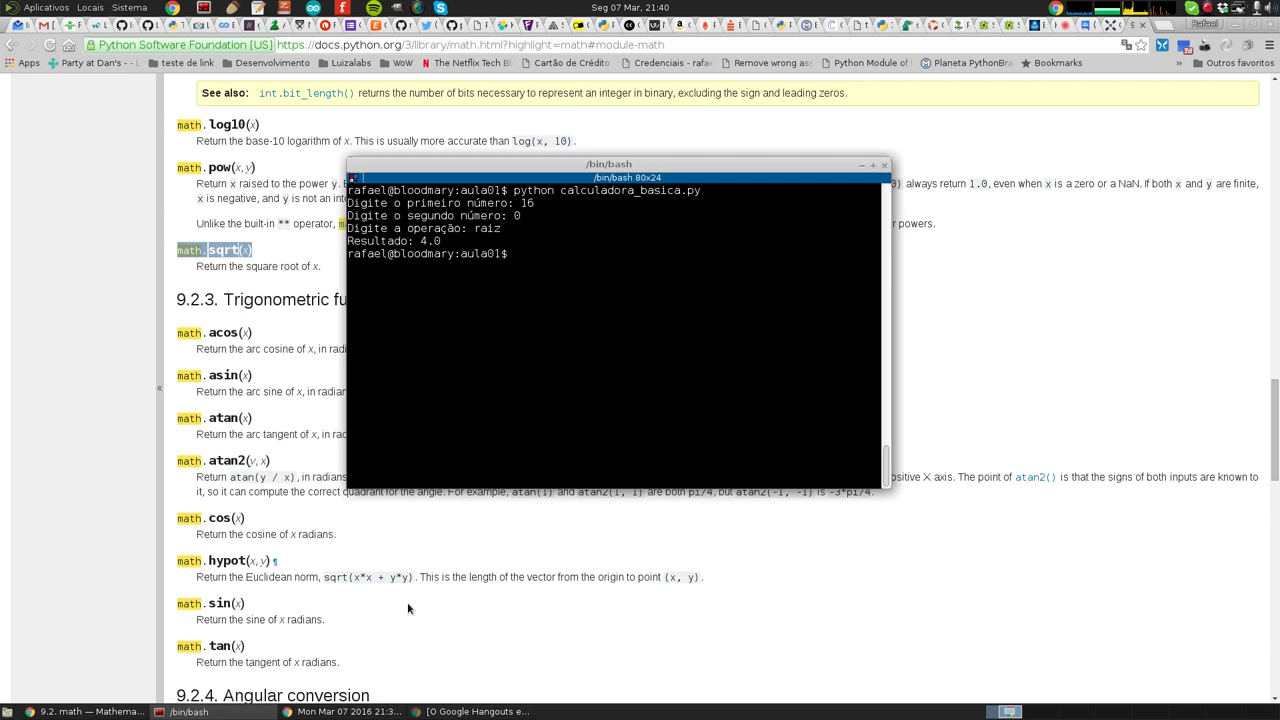 Aplicativos Locais Sistema
Seg 07 Mar, 21:40
Rafael
Python Software Foundation [US] https://docs.python.org/3/library/math.html?highlight=math#module-math
Apps Party at Dan's -- teste de link Desenvolvimento Luizalabs WoW The Netflix Tech Bl Cartão de Crédito Credenciais - rafae Remove wrong ass Python Module of t Planeta PythonBra Bookmarks » Outros favoritos
See also: int.bit_length() returns the number of bits necessary to represent an integer in binary, excluding the sign and leading zeros.
math.log10(x)
Return the base-10 logarithm of x. This is usually more accurate than log(x, 10).
math.pow(x, y)
Return x raised to the power y. 0) always return 1.0, even when x is a zero or a NaN. If both x and y are finite,
x is negative, and y is not an int
Unlike the built-in ** operator, powers.
math.sqrt(x)
Return the square root of x.
9.2.3. Trigonometric fu
math.acos(x)
Return the arc cosine of x, in radi
math.asin(x)
Return the arc sine of x, in radian
math.atan(x)
Return the arc tangent of x, in rad
math.atan2(y, x)
Return atan(y / x), in radians ositive X axis. The point of atan2() is that the signs of both inputs are known to
it, so it can compute the correct quadrant for the angle. For example, atan(1) and atan2(1, 1) are both pi/4, but atan2(-1, -1) is -3*pi/4.
math.cos(x)
Return the cosine of x radians.
math.hypot(x, y) ¶
Return the Euclidean norm, sqrt(x*x + y*y). This is the length of the vector from the origin to point (x, y).
math.sin(x)
Return the sine of x radians.
math.tan(x)
Return the tangent of x radians.
9.2.4. Angular conversion
/bin/bash
/bin/bash 80x24
rafael@bloodmary:aula01$ python calculadora_basica.py
Digite o primeiro número: 16
Digite o segundo número: 0
Digite a operação: raiz
Resultado: 4.0
rafael@bloodmary:aula01$
9.2. math — Mathema... /bin/bash Mon Mar 07 2016 21:3... [O Google Hangouts e...